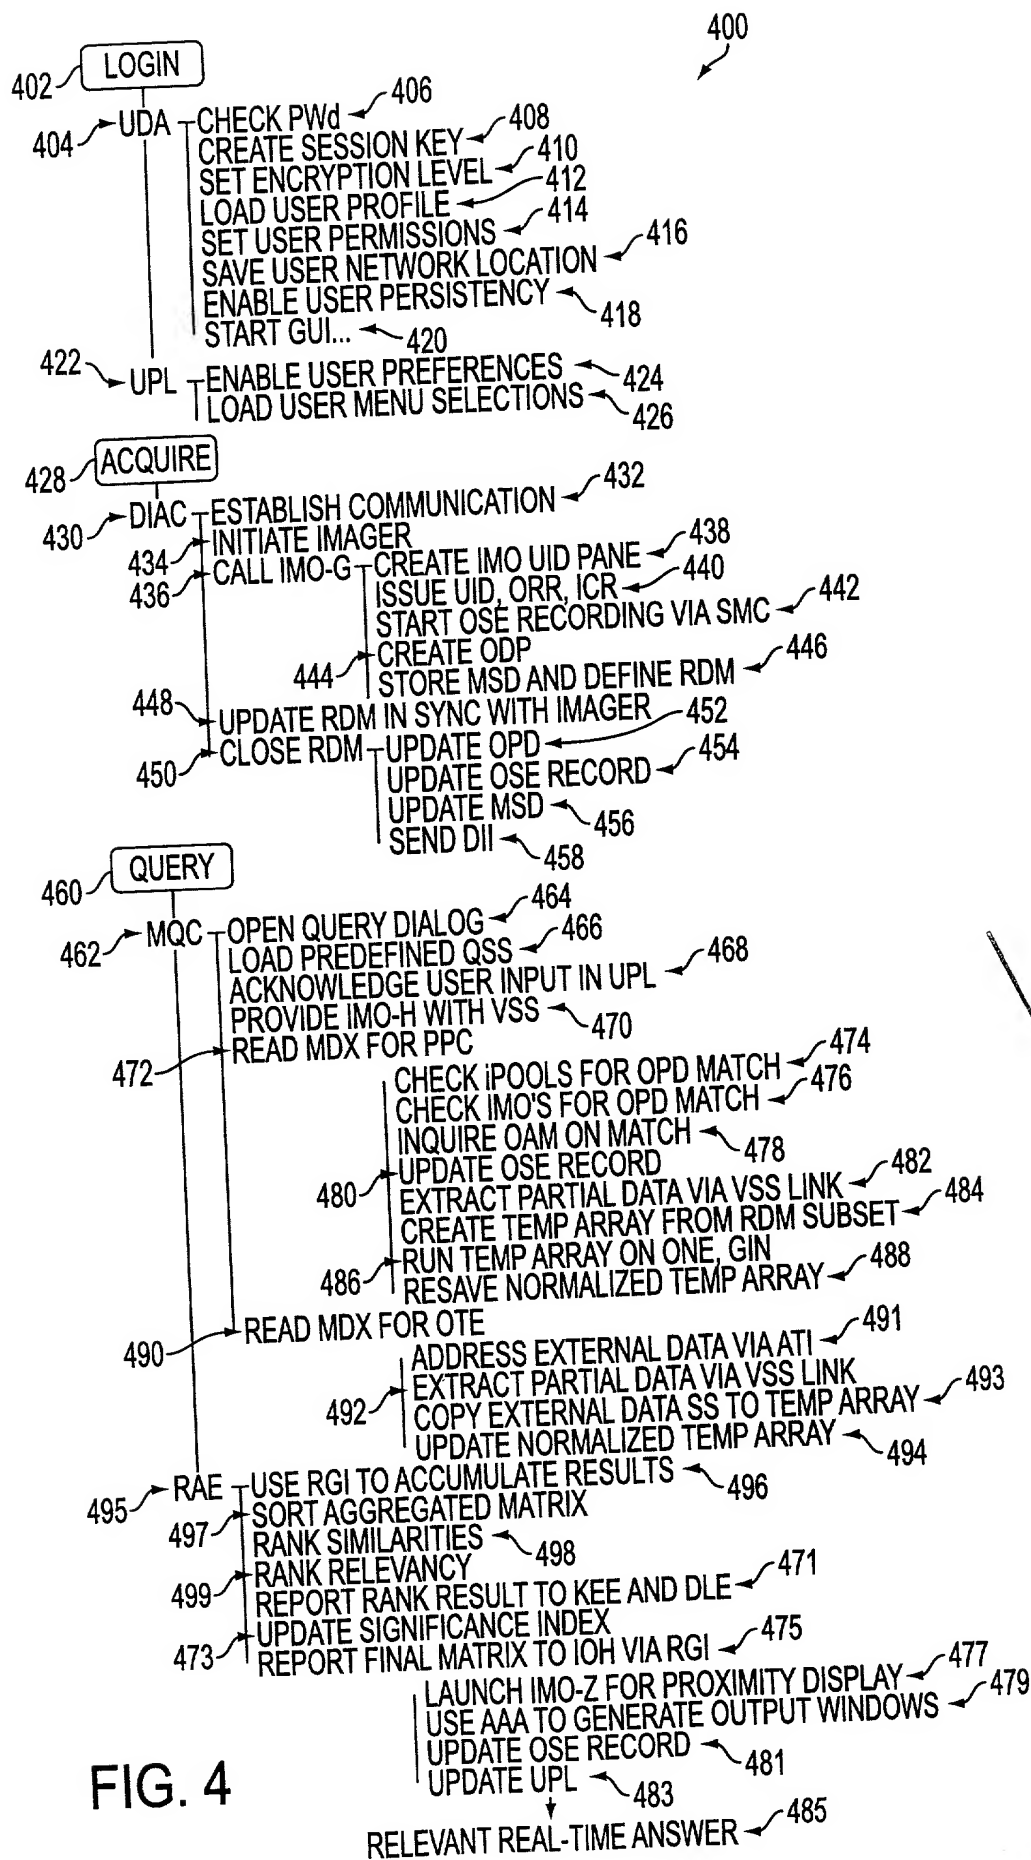 400
402 LOGIN
404 UDA CHECK PWd 406
CREATE SESSION KEY 408
SET ENCRYPTION LEVEL 410
LOAD USER PROFILE 412
SET USER PERMISSIONS 414
SAVE USER NETWORK LOCATION 416
ENABLE USER PERSISTENCY 418
START GUI... 420
422 UPL ENABLE USER PREFERENCES 424
LOAD USER MENU SELECTIONS 426
428 ACQUIRE
430 DIAC ESTABLISH COMMUNICATION 432
434 INITIATE IMAGER
436 CALL IMO-G CREATE IMO UID PANE 438
ISSUE UID, ORR, ICR 440
START OSE RECORDING VIA SMC 442
444 CREATE ODP
STORE MSD AND DEFINE RDM 446
448 UPDATE RDM IN SYNC WITH IMAGER
450 CLOSE RDM UPDATE OPD 452
UPDATE OSE RECORD 454
UPDATE MSD 456
SEND DII 458
460 QUERY
462 MQC OPEN QUERY DIALOG 464
LOAD PREDEFINED QSS 466
ACKNOWLEDGE USER INPUT IN UPL 468
PROVIDE IMO-H WITH VSS 470
472 READ MDX FOR PPC
CHECK iPOOLS FOR OPD MATCH 474
CHECK IMO'S FOR OPD MATCH 476
INQUIRE OAM ON MATCH 478
480 UPDATE OSE RECORD
EXTRACT PARTIAL DATA VIA VSS LINK 482
CREATE TEMP ARRAY FROM RDM SUBSET 484
486 RUN TEMP ARRAY ON ONE, GIN
RESAVE NORMALIZED TEMP ARRAY 488
490 READ MDX FOR OTE
ADDRESS EXTERNAL DATA VIA ATI 491
492 EXTRACT PARTIAL DATA VIA VSS LINK
COPY EXTERNAL DATA SS TO TEMP ARRAY 493
UPDATE NORMALIZED TEMP ARRAY 494
495 RAE USE RGI TO ACCUMULATE RESULTS 496
497 SORT AGGREGATED MATRIX
RANK SIMILARITIES 498
499 RANK RELEVANCY
REPORT RANK RESULT TO KEE AND DLE 471
473 UPDATE SIGNIFICANCE INDEX
REPORT FINAL MATRIX TO IOH VIA RGI 475
LAUNCH IMO-Z FOR PROXIMITY DISPLAY 477
USE AAA TO GENERATE OUTPUT WINDOWS 479
UPDATE OSE RECORD 481
UPDATE UPL 483
RELEVANT REAL-TIME ANSWER 485
FIG. 4